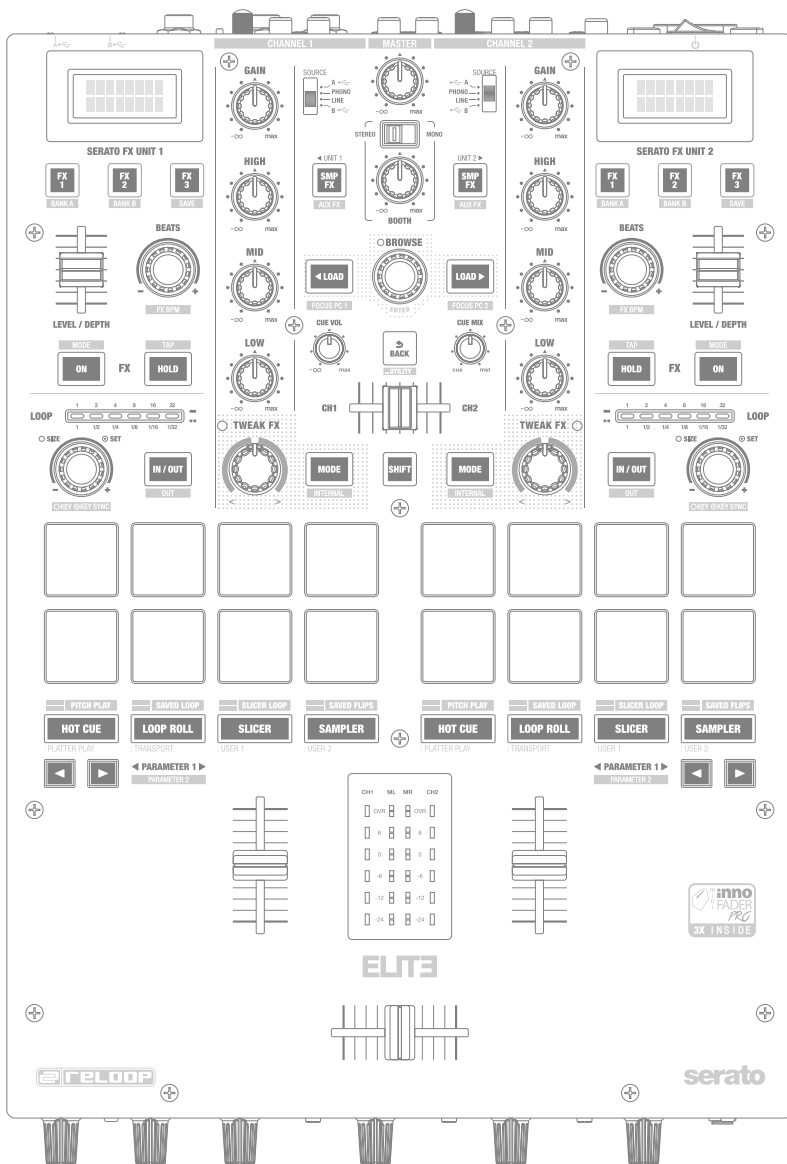 A
B
CHANNEL 1
MASTER
CHANNEL 2
SERATO FX UNIT 1
FX 1
FX 2
FX 3
BANK A
BANK B
SAVE
BEATS
- +
FX BPM
LEVEL / DEPTH
MODE
TAP
ON
FX
HOLD
LOOP
1 2 4 8 16 32
1 1/2 1/4 1/8 1/16 1/32
SIZE
SET
- +
IN / OUT
OUT
KEY KEY SYNC
GAIN
-∞ max
HIGH
-∞ max
MID
-∞ max
LOW
-∞ max
TWEAK FX
< >
MODE
INTERNAL
SOURCE
A
PHONO
LINE
B
◄ UNIT 1
SMP FX
AUX FX
-∞ max
STEREO
MONO
-∞ max
BOOTH
BROWSE
ENTER
◄ LOAD
FOCUS PC 1
LOAD ►
FOCUS PC 2
CUE VOL
-∞ max
BACK
UTILITY
CUE MIX
cue mst
CH1
CH2
SHIFT
SOURCE
A
PHONO
LINE
B
UNIT 2 ►
SMP FX
AUX FX
GAIN
-∞ max
HIGH
-∞ max
MID
-∞ max
LOW
-∞ max
TWEAK FX
< >
MODE
INTERNAL
SERATO FX UNIT 2
FX 1
FX 2
FX 3
BANK A
BANK B
SAVE
BEATS
- +
FX BPM
LEVEL / DEPTH
TAP
MODE
HOLD
FX
ON
1 2 4 8 16 32
LOOP
1 1/2 1/4 1/8 1/16 1/32
IN / OUT
OUT
SIZE
SET
- +
KEY KEY SYNC
PITCH PLAY
SAVED LOOP
SLICER LOOP
SAVED FLIPS
PITCH PLAY
SAVED LOOP
SLICER LOOP
SAVED FLIPS
HOT CUE
LOOP ROLL
SLICER
SAMPLER
HOT CUE
LOOP ROLL
SLICER
SAMPLER
: PLATTER PLAY
: TRANSPORT
: USER 1
: USER 2
: PLATTER PLAY
: TRANSPORT
: USER 1
: USER 2
◄ ►
◄ PARAMETER 1 ►
PARAMETER 2
◄ PARAMETER 1 ►
PARAMETER 2
◄ ►
CH1 ML MR CH2
OVR OVR
6 6
0 0
-6 -6
-12 -12
-24 -24
mini
inno
FADER
PRO
3X INSIDE
ELITE
reloop
serato